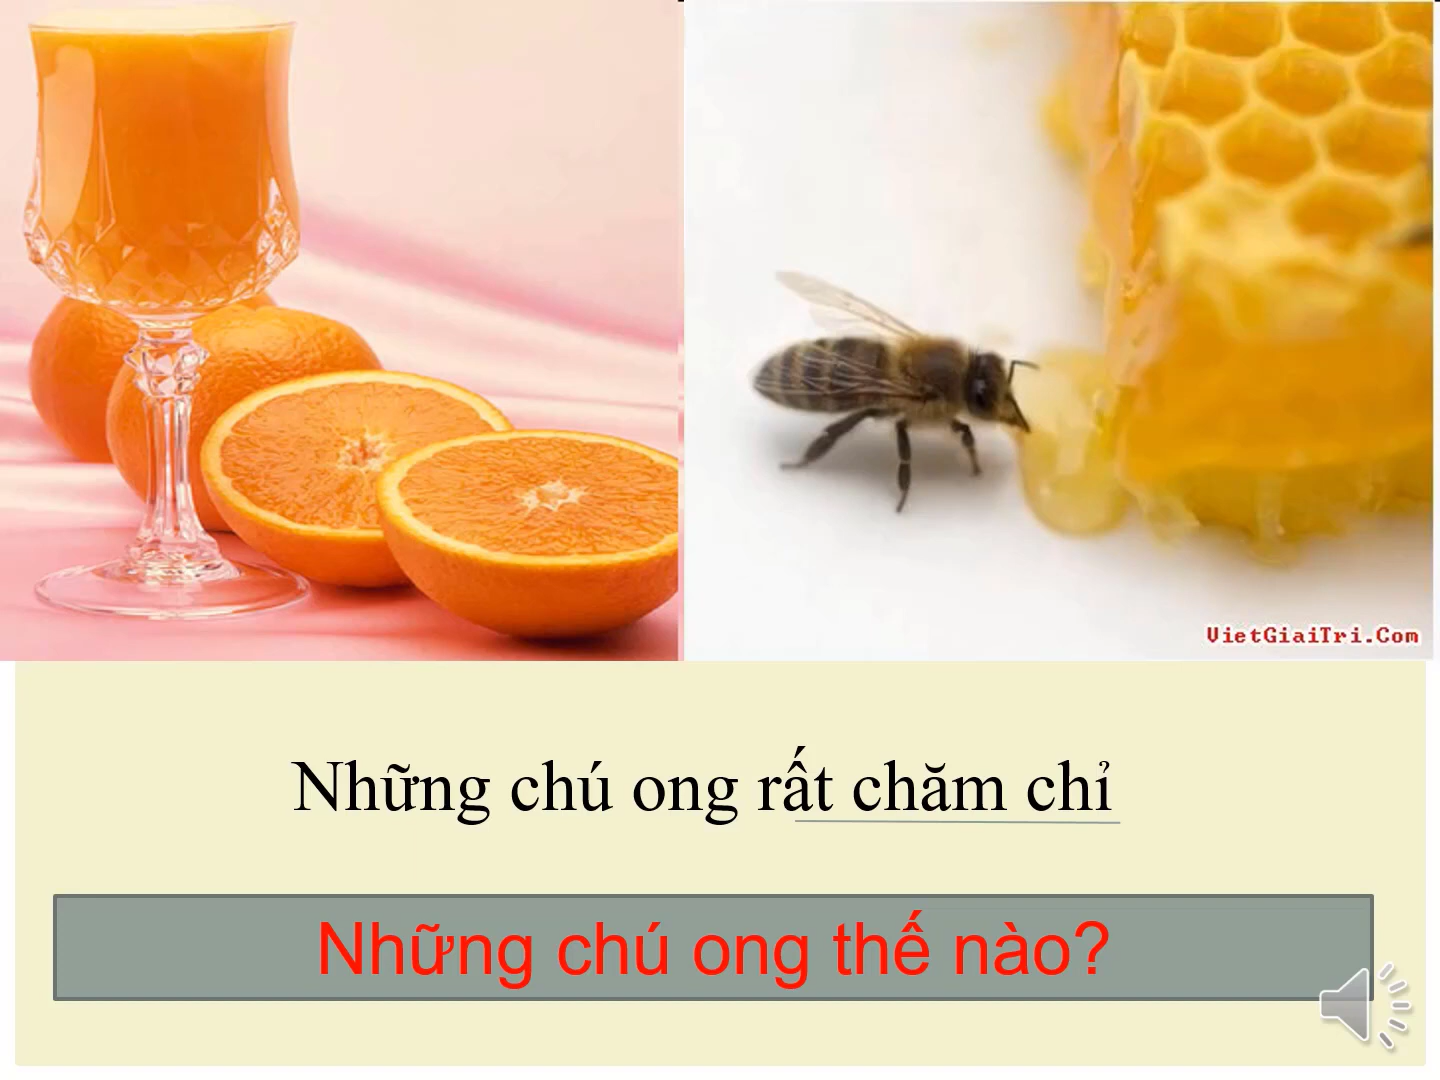 VietGiaiTri.Com
Những chú ong rất chăm chỉ
Những chú ong thế nào?